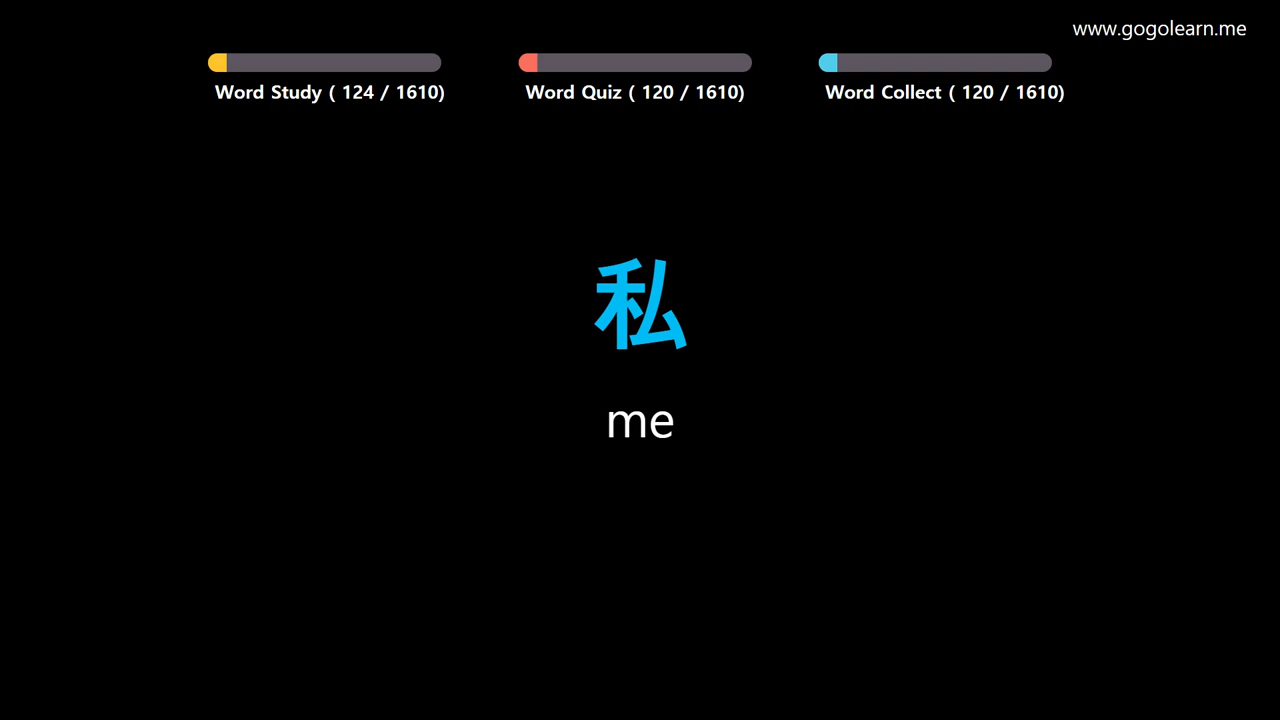 www.gogolearn.me
Word Study ( 124 / 1610)
Word Quiz ( 120 / 1610)
Word Collect ( 120 / 1610)
私
me